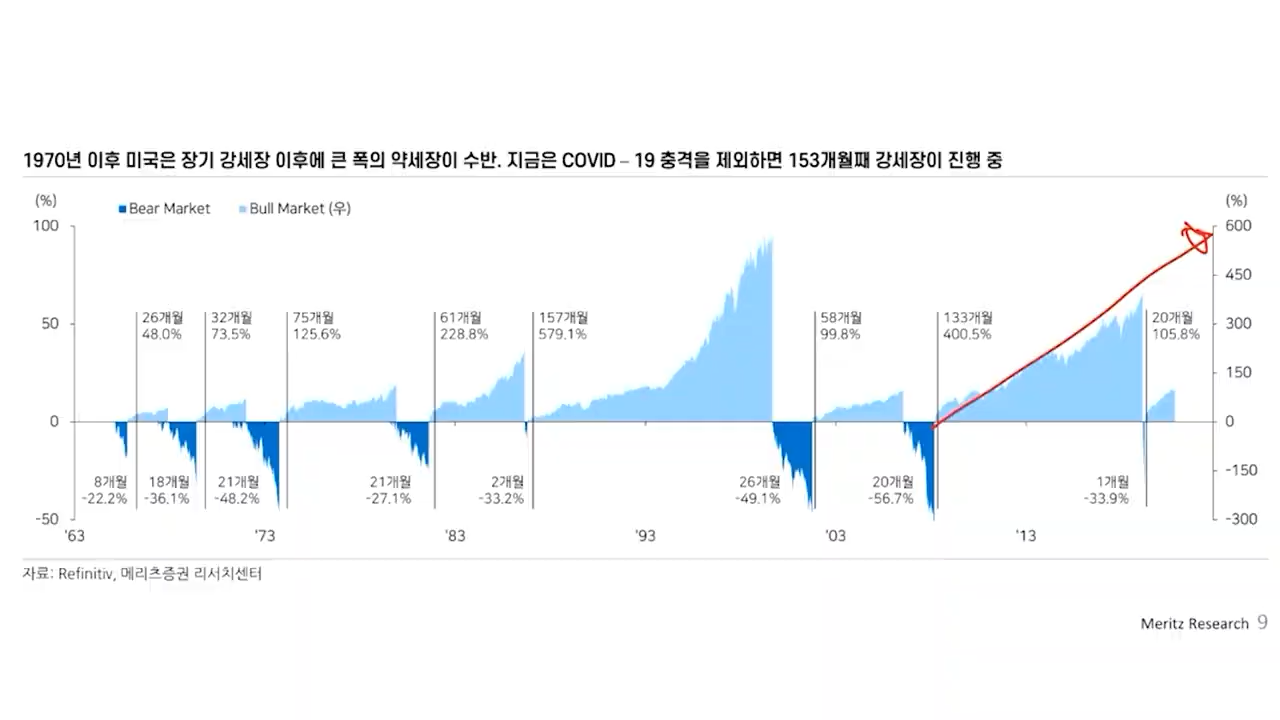 1970년 이후 미국은 장기 강세장 이후에 큰 폭의 약세장이 수반. 지금은 COVID – 19 충격을 제외하면 153개월째 강세장이 진행 중
(%)
(%)
Bear Market
Bull Market (우)
100
50
0
-50
600
450
300
150
0
-150
-300
26개월
48.0%
32개월
73.5%
75개월
125.6%
61개월
228.8%
157개월
579.1%
58개월
99.8%
133개월
400.5%
20개월
105.8%
8개월
-22.2%
18개월
-36.1%
21개월
-48.2%
21개월
-27.1%
2개월
-33.2%
26개월
-49.1%
20개월
-56.7%
1개월
-33.9%
'63
'73
'83
'93
'03
'13
자료: Refinitiv, 메리츠증권 리서치센터
Meritz Research 9